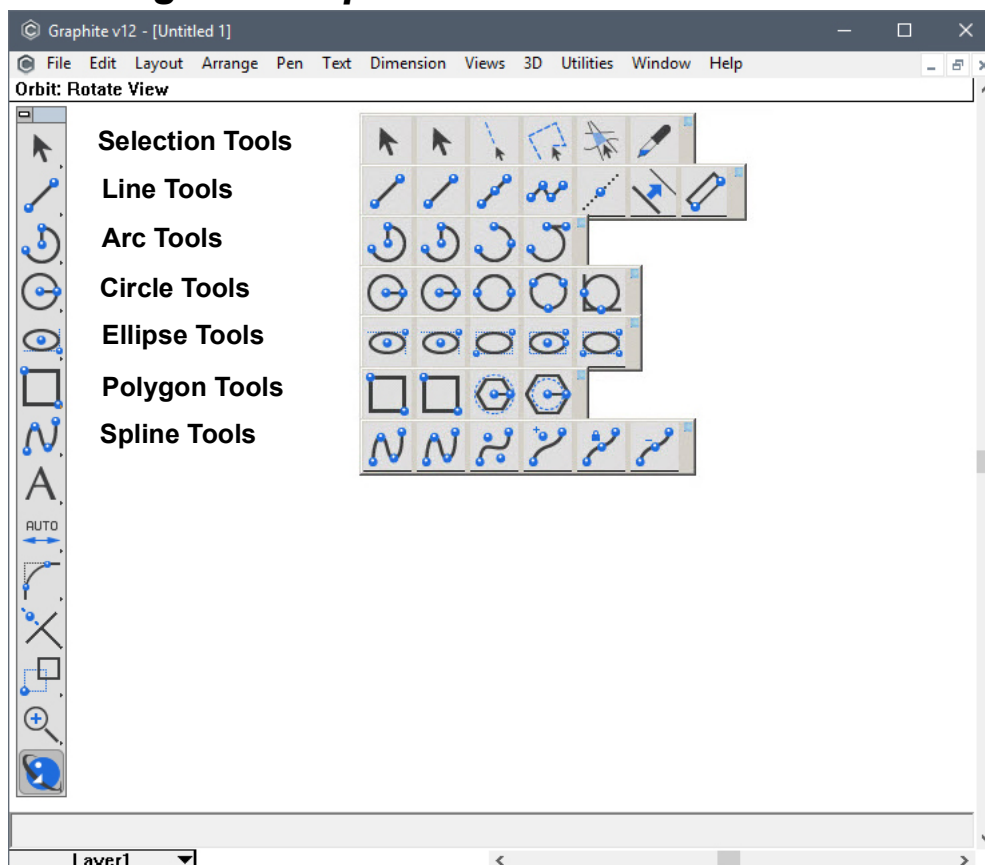 Graphite v12 - [Untitled 1]
File Edit Layout Arrange Pen Text Dimension Views 3D Utilities Window Help
Orbit: Rotate View
Selection Tools
Line Tools
Arc Tools
Circle Tools
Ellipse Tools
Polygon Tools
Spline Tools
A
AUTO
Layer1